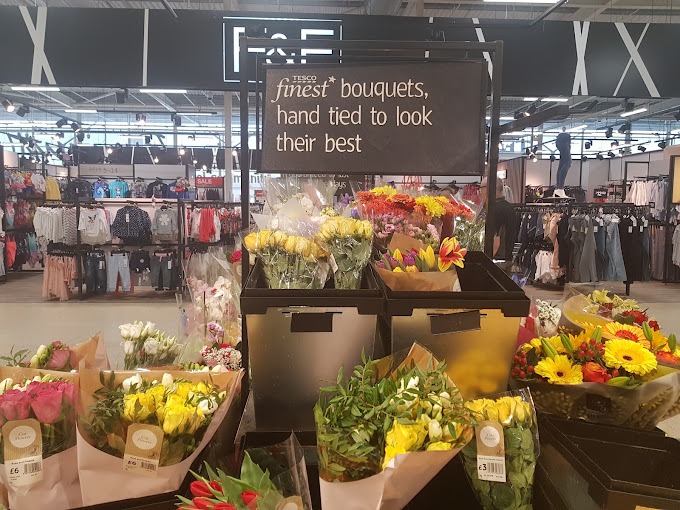 F&F
TESCO
finest* bouquets,
hand tied to look
their best
SALE
£6
£6
£3